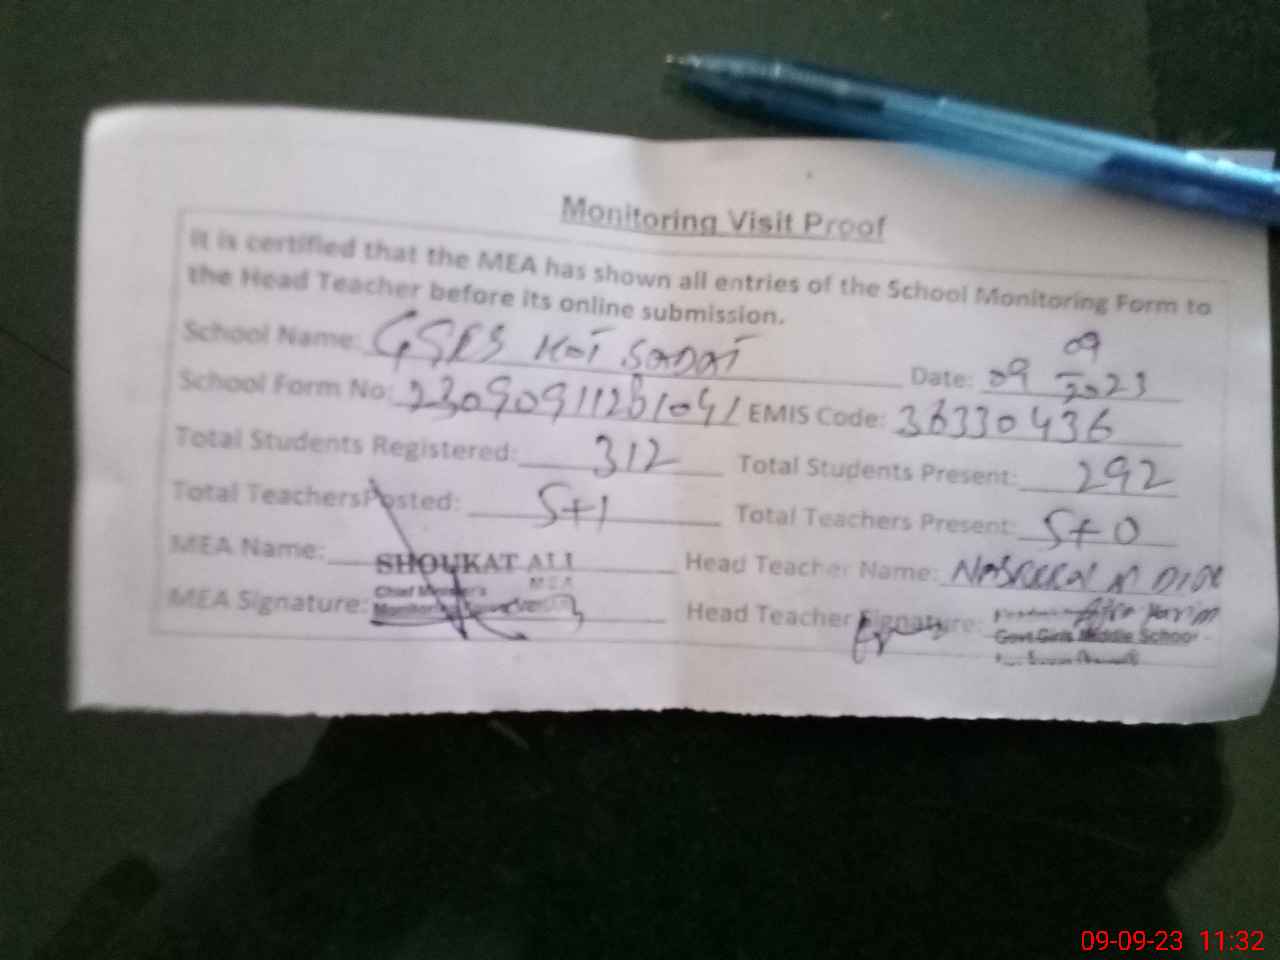 Monitoring Visit Proof
It is certified that the MEA has shown all entries of the School Monitoring Form to
the Head Teacher before its online submission.
School Name: KOT SADAT Date: 09 09 2023
School Form No: EMIS Code: 36330436
Total Students Registered: 312 Total Students Present: 292
Total Teachers Posted: 5+1 Total Teachers Present: 5+0
MEA Name: SHOUKAT ALI Head Teacher Name:
MEA
Chief Minister's
MEA Signature: Head Teacher Signature:
Govt Girls Middle School
09-09-23 11:32